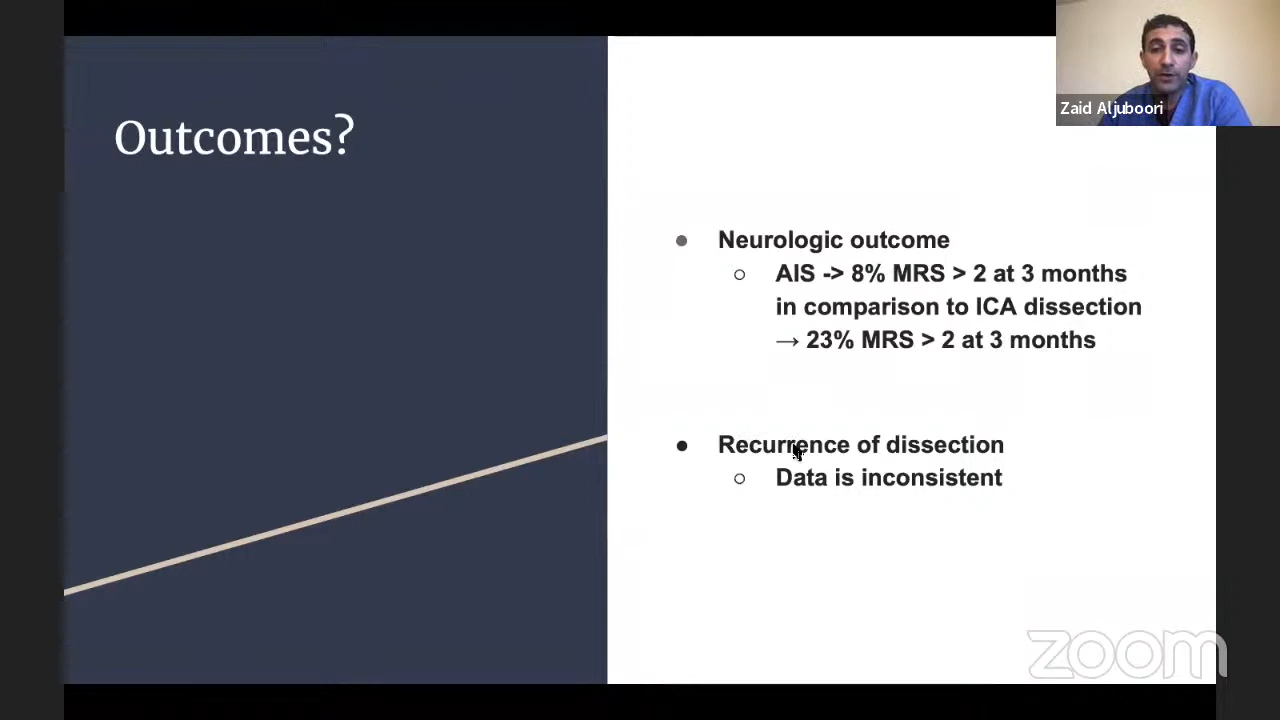 Zaid Aljuboori
Outcomes?
● Neurologic outcome
○ AIS -> 8% MRS > 2 at 3 months
in comparison to ICA dissection
→ 23% MRS > 2 at 3 months
● Recurrence of dissection
○ Data is inconsistent
zoom